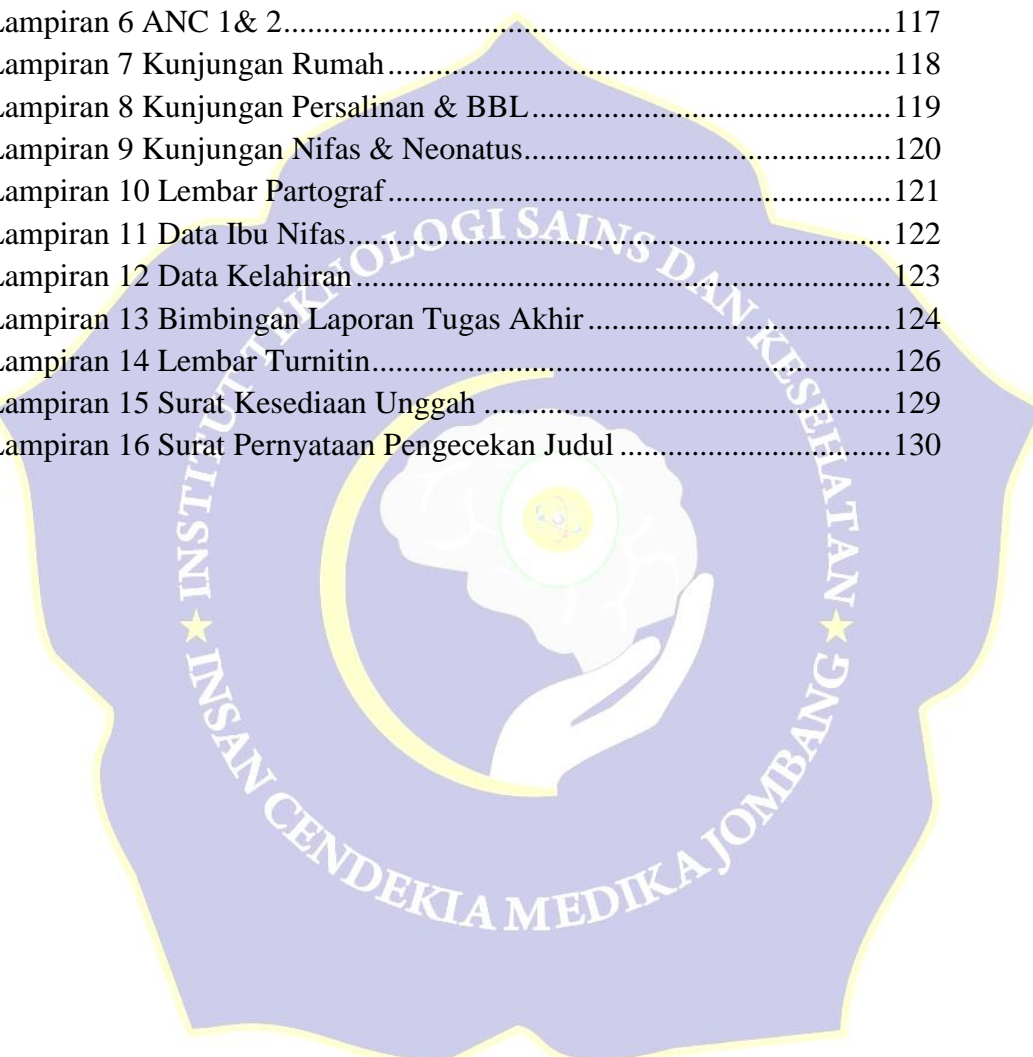 Lampiran 6 ANC 1& 2.......................................................................................117
Lampiran 7 Kunjungan Rumah........................................................................118
Lampiran 8 Kunjungan Persalinan & BBL......................................................119
Lampiran 9 Kunjungan Nifas & Neonatus.......................................................120
Lampiran 10 Lembar Partograf........................................................................121
Lampiran 11 Data Ibu Nifas.............................................................................122
Lampiran 12 Data Kelahiran............................................................................123
Lampiran 13 Bimbingan Laporan Tugas Akhir................................................124
Lampiran 14 Lembar Turnitin..........................................................................126
Lampiran 15 Surat Kesediaan Unggah.............................................................129
Lampiran 16 Surat Pernyataan Pengecekan Judul............................................130
INSTITUT TEKNOLOGI SAINS DAN KESEHATAN
INSAN CENDEKIA MEDIKA JOMBANG